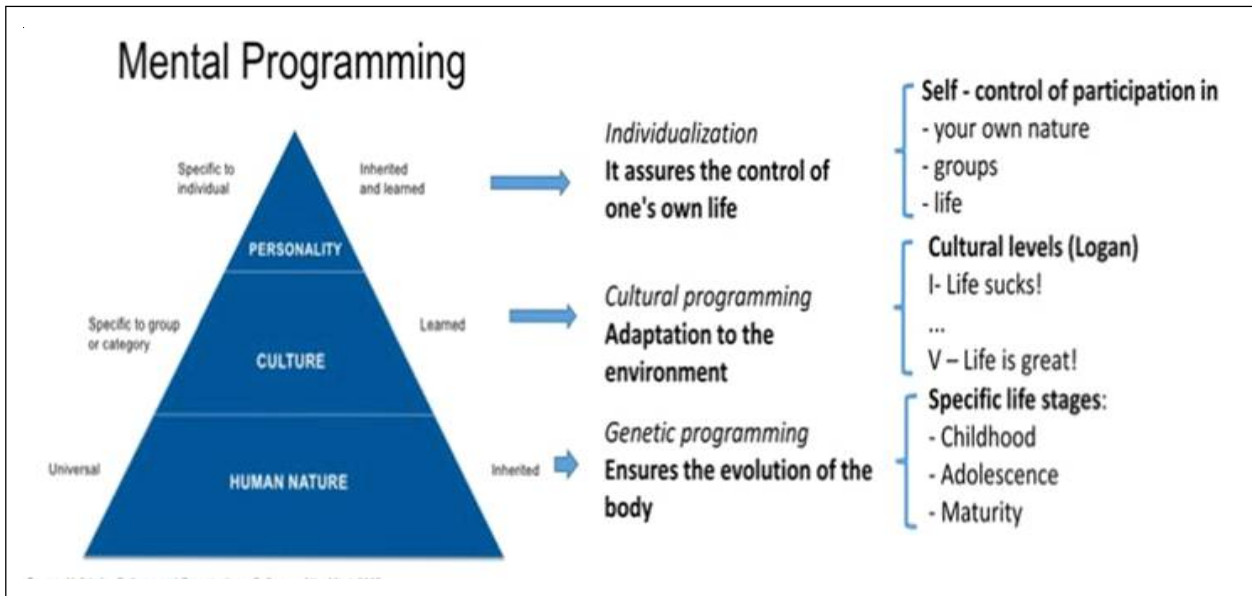 Mental Programming
Specific to
individual
Inherited
and learned
PERSONALITY
Specific to group
or category
Learned
CULTURE
Universal
Inherited
HUMAN NATURE
Individualization
It assures the control of
one's own life
Cultural programming
Adaptation to the
environment
Genetic programming
Ensures the evolution of the
body
Self - control of participation in
- your own nature
- groups
- life
Cultural levels (Logan)
I- Life sucks!
...
V – Life is great!
Specific life stages:
- Childhood
- Adolescence
- Maturity